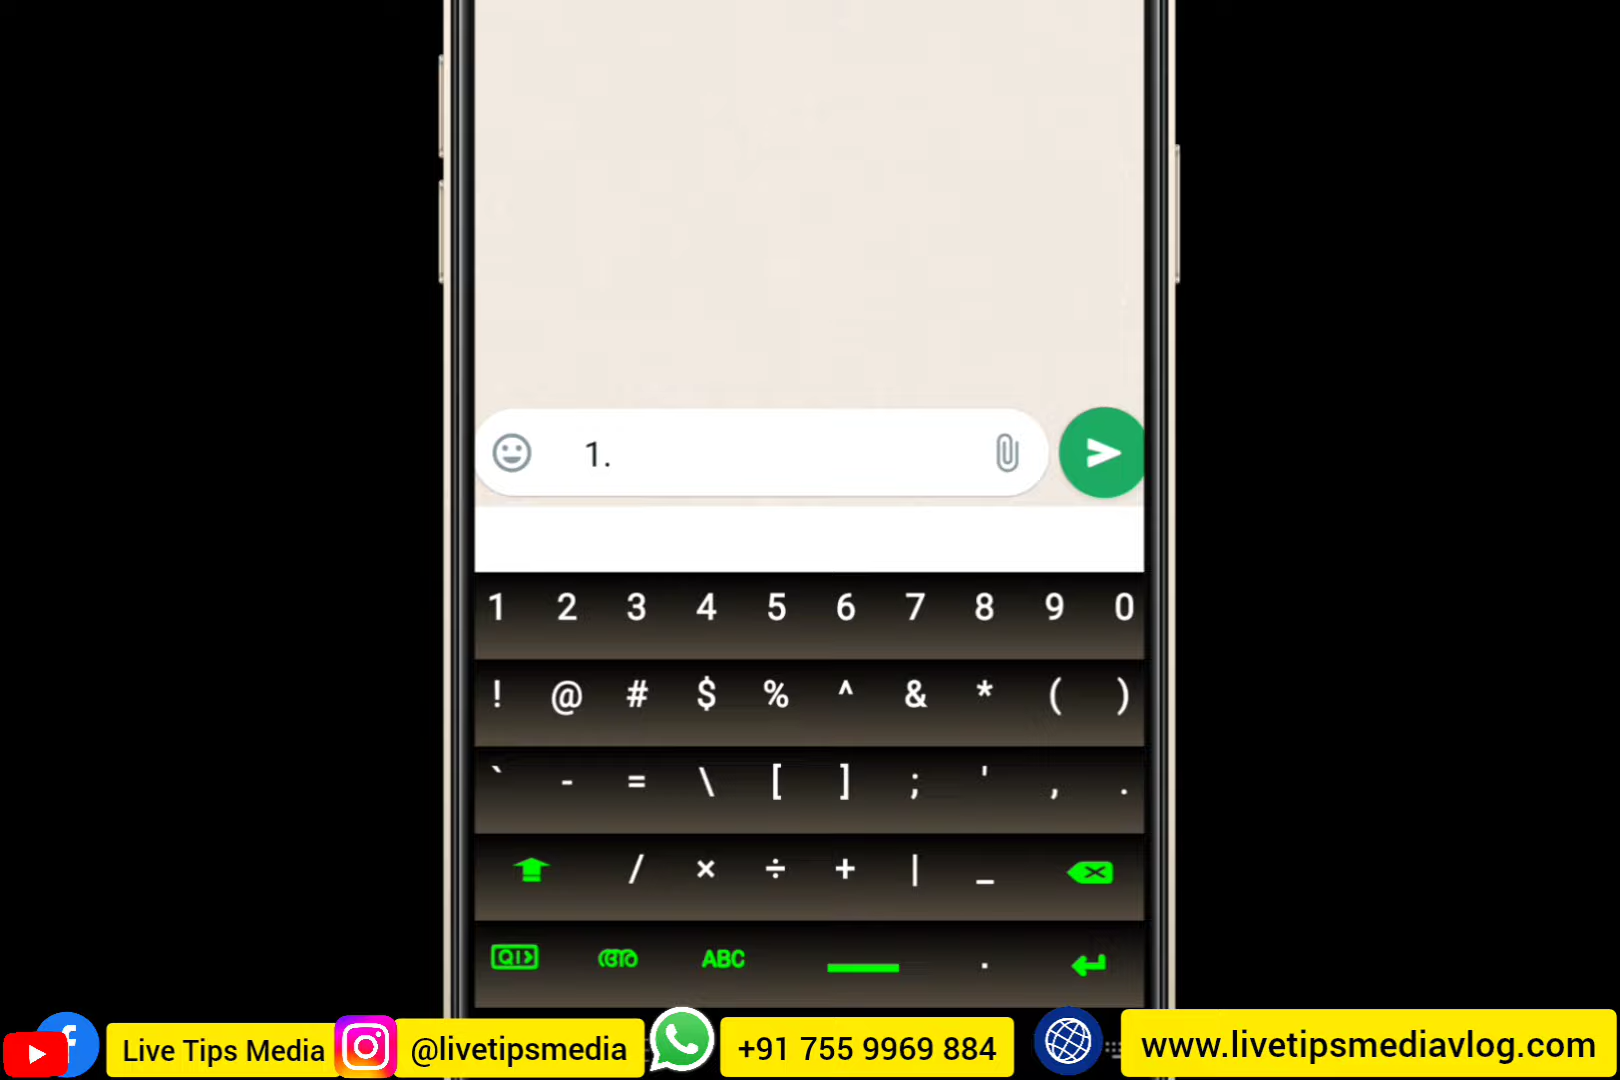 1.
1 2 3 4 5 6 7 8 9 0
! @ # $ % ^ & * ( )
` - = \ [ ] ; ' , .
/ × ÷ + | _
അ ABC .
Live Tips Media @livetipsmedia +91 755 9969 884 www.livetipsmediavlog.com